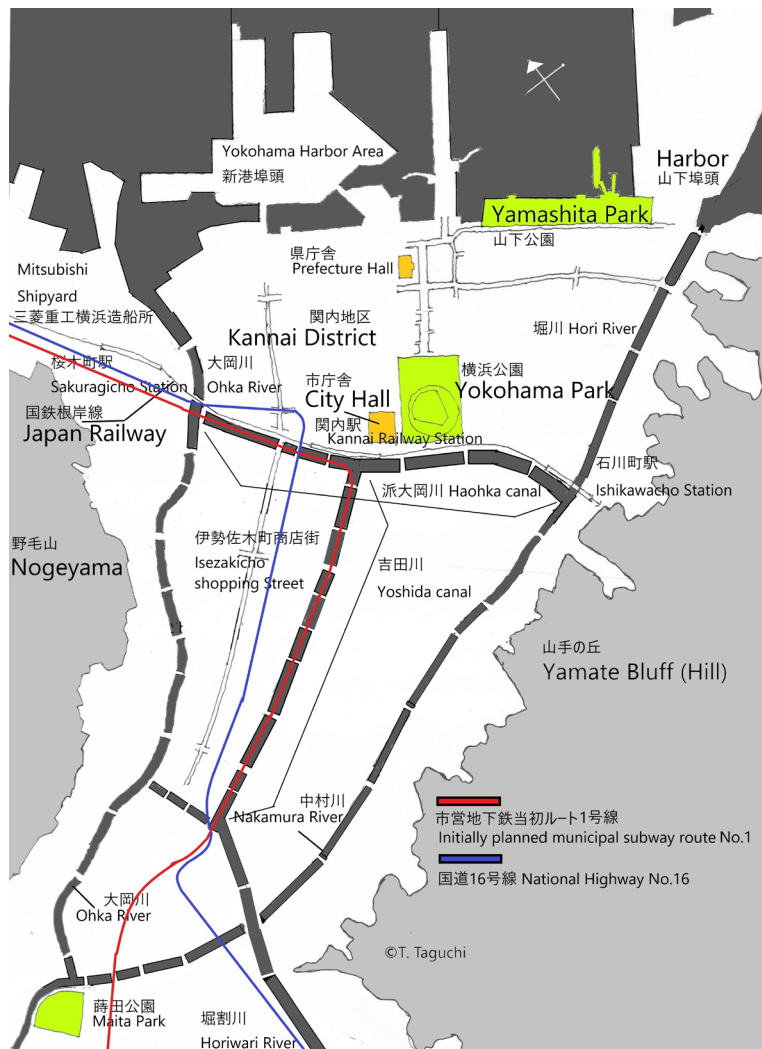 Yokohama Harbor Area
新港埠頭
Harbor
山下埠頭
Yamashita Park
山下公園
県庁舎
Prefecture Hall
Mitsubishi
Shipyard
三菱重工横浜造船所
関内地区
Kannai District
堀川 Hori River
桜木町駅
Sakuragicho Station
大岡川
Ohka River
市庁舎
City Hall
横浜公園
Yokohama Park
国鉄根岸線
Japan Railway
関内駅
Kannai Railway Station
石川町駅
Ishikawacho Station
派大岡川 Haohka canal
伊勢佐木町商店街
Isezakicho
shopping Street
吉田川
Yoshida canal
野毛山
Nogeyama
山手の丘
Yamate Bluff (Hill)
中村川
Nakamura River
市営地下鉄当初ルート1号線
Initially planned municipal subway route No.1
国道16号線 National Highway No.16
大岡川
Ohka River
©T. Taguchi
蒔田公園
Maita Park
堀割川
Horiwari River